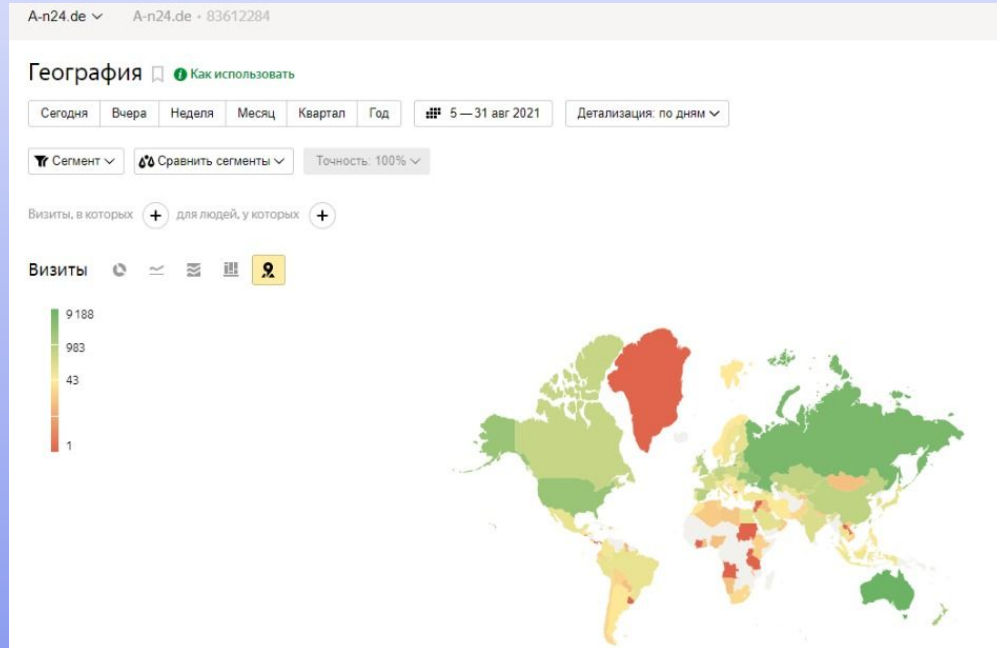 A-n24.de A-n24.de • 83612284
География Как использовать
Сегодня Вчера Неделя Месяц Квартал Год 5 — 31 авг 2021 Детализация: по дням
Сегмент Сравнить сегменты Точность: 100%
Визиты, в которых + для людей, у которых +
Визиты
9 188
983
43
1